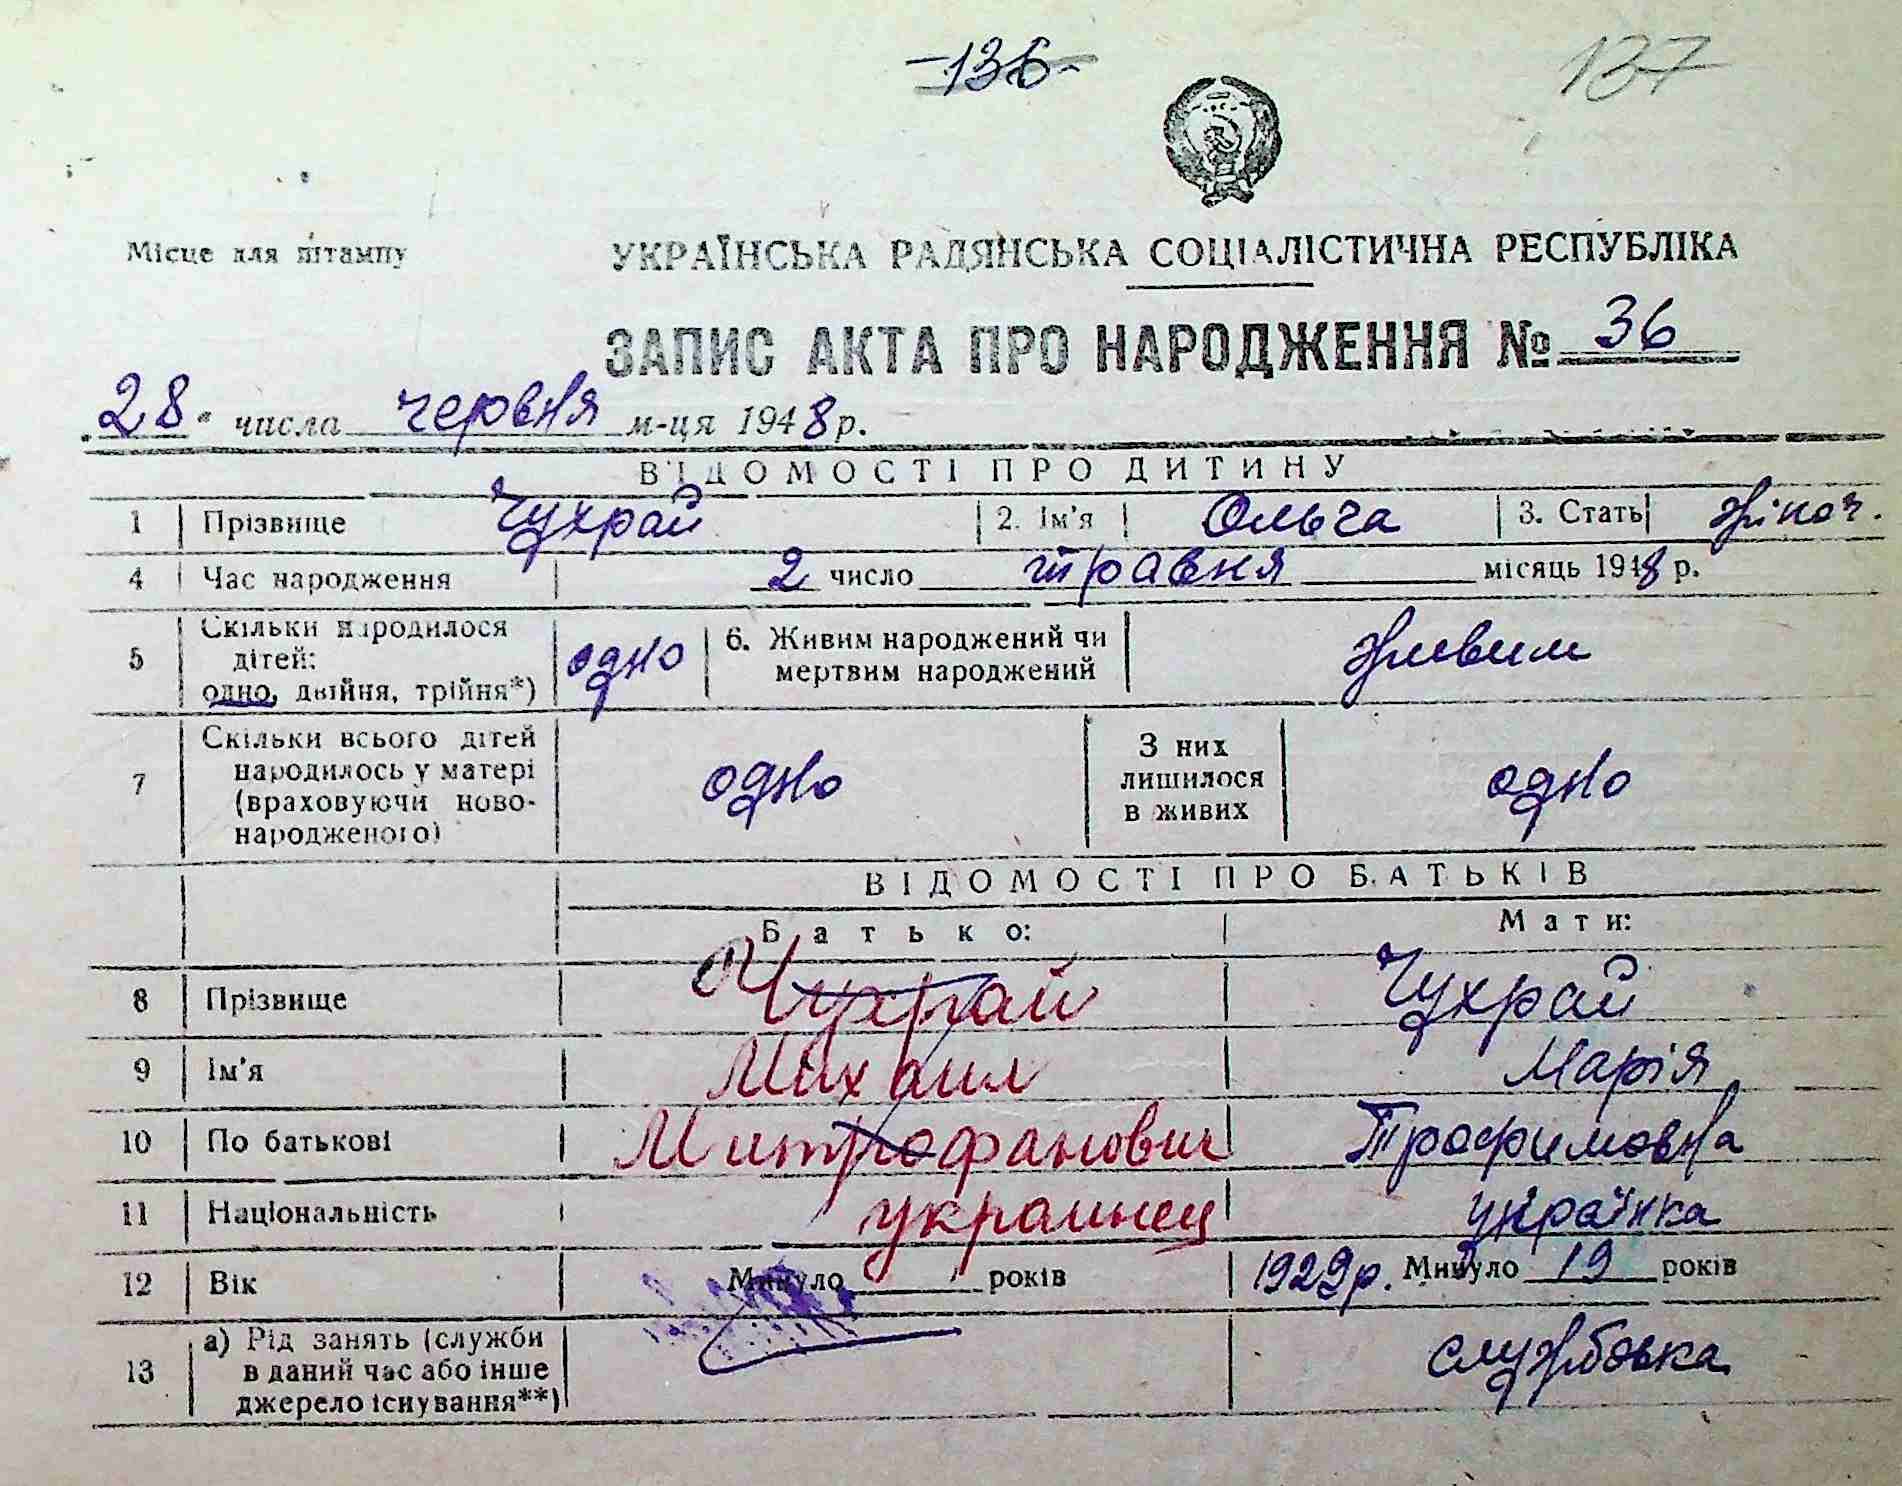 -136-
137
Місце для штампу
УКРАЇНСЬКА РАДЯНСЬКА СОЦІАЛІСТИЧНА РЕСПУБЛІКА
ЗАПИС АКТА ПРО НАРОДЖЕННЯ № 36
„28“ числа червня м-ця 1948 р.
ВІДОМОСТІ ПРО ДИТИНУ
1 Прізвище Чухрай 2. Ім'я Ольга 3. Стать жіноч.
4 Час народження 2 число травня місяць 1948 р.
5 Скільки народилося дітей: одно, двійня, трійня*) одно 6. Живим народжений чи мертвим народжений живим
7 Скільки всього дітей народилось у матері (враховуючи ново-народженого) одно З них лишилося в живих одно
ВІДОМОСТІ ПРО БАТЬКІВ
Батько: Мати:
8 Прізвище Чухрай Чухрай
9 Ім'я Михаил Марія
10 По батькові Митрофанович Трофимовна
11 Національність украинец українка
12 Вік Минуло років 1929р. Минуло 19 років
13 а) Рід занять (служби в даний час або інше джерело існування**) службовка